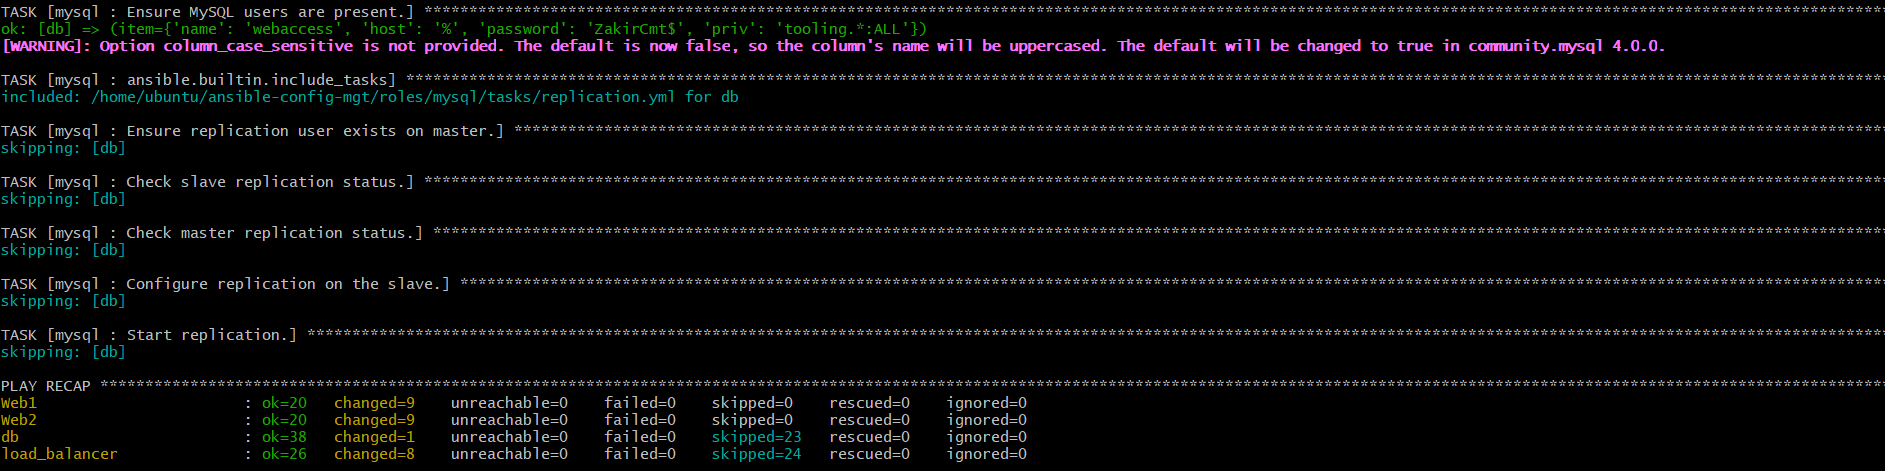 TASK [mysql : Ensure MySQL users are present.] ******************************************************************************************************************************************************************
ok: [db] => (item={'name': 'webaccess', 'host': '%', 'password': 'ZakirCmt$', 'priv': 'tooling.*:ALL'})
[WARNING]: Option column_case_sensitive is not provided. The default is now false, so the column's name will be uppercased. The default will be changed to true in community.mysql 4.0.0.
TASK [mysql : ansible.builtin.include_tasks] ********************************************************************************************************************************************************************
included: /home/ubuntu/ansible-config-mgt/roles/mysql/tasks/replication.yml for db
TASK [mysql : Ensure replication user exists on master.] ********************************************************************************************************************************************************
skipping: [db]
TASK [mysql : Check slave replication status.] ******************************************************************************************************************************************************************
skipping: [db]
TASK [mysql : Check master replication status.] *****************************************************************************************************************************************************************
skipping: [db]
TASK [mysql : Configure replication on the slave.] **************************************************************************************************************************************************************
skipping: [db]
TASK [mysql : Start replication.] *******************************************************************************************************************************************************************************
skipping: [db]
PLAY RECAP ******************************************************************************************************************************************************************************************************
Web1                       : ok=20   changed=9    unreachable=0    failed=0    skipped=0    rescued=0    ignored=0
Web2                       : ok=20   changed=9    unreachable=0    failed=0    skipped=0    rescued=0    ignored=0
db                         : ok=38   changed=1    unreachable=0    failed=0    skipped=23   rescued=0    ignored=0
load_balancer              : ok=26   changed=8    unreachable=0    failed=0    skipped=24   rescued=0    ignored=0